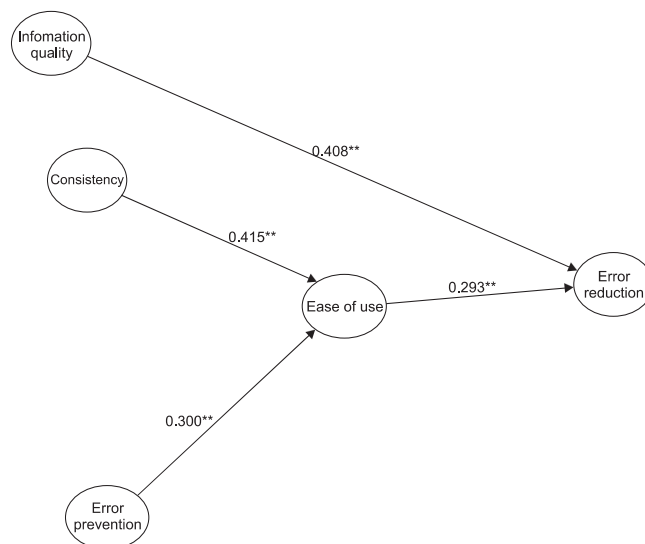 Infomation
quality
0.408**
Consistency
0.415**
Error
reduction
0.293**
Ease of use
0.300**
Error
prevention